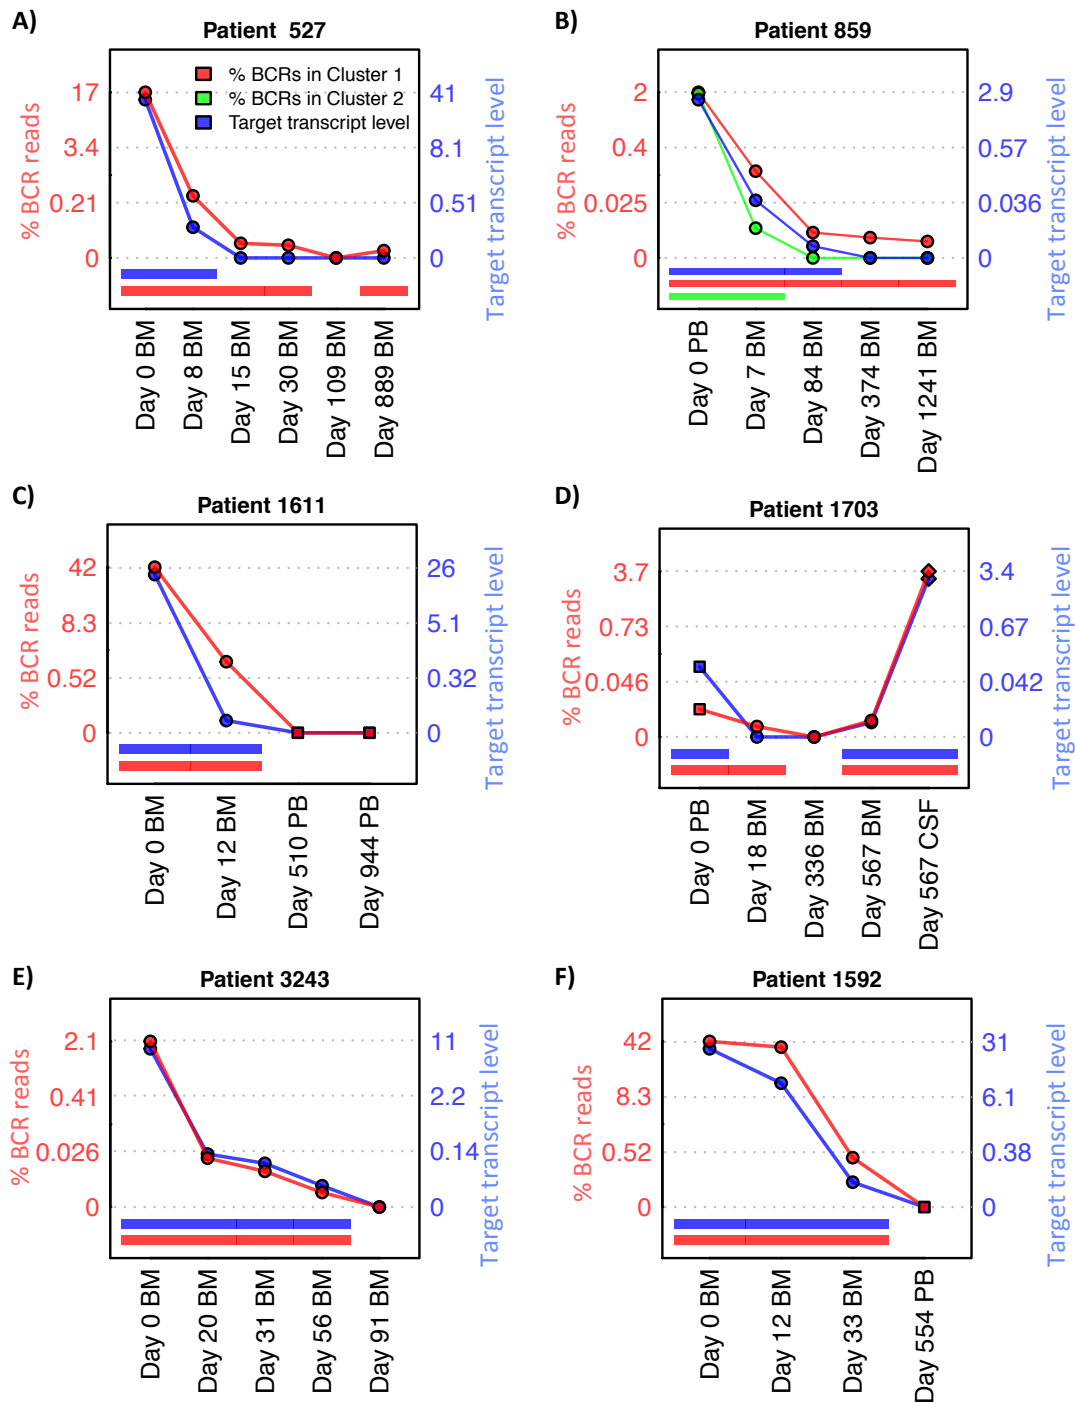 A)
Patient  527
% BCRs in Cluster 1
% BCRs in Cluster 2
Target transcript level
% BCR reads
17
3.4
0.21
0
41
8.1
0.51
0
Target transcript level
Day 0 BM
Day 8 BM
Day 15 BM
Day 30 BM
Day 109 BM
Day 889 BM
B)
Patient 859
% BCR reads
2
0.4
0.025
0
2.9
0.57
0.036
0
Target transcript level
Day 0 PB
Day 7 BM
Day 84 BM
Day 374 BM
Day 1241 BM
C)
Patient 1611
% BCR reads
42
8.3
0.52
0
26
5.1
0.32
0
Target transcript level
Day 0 BM
Day 12 BM
Day 510 PB
Day 944 PB
D)
Patient 1703
% BCR reads
3.7
0.73
0.046
0
3.4
0.67
0.042
0
Target transcript level
Day 0 PB
Day 18 BM
Day 336 BM
Day 567 BM
Day 567 CSF
E)
Patient 3243
% BCR reads
2.1
0.41
0.026
0
11
2.2
0.14
0
Target transcript level
Day 0 BM
Day 20 BM
Day 31 BM
Day 56 BM
Day 91 BM
F)
Patient 1592
% BCR reads
42
8.3
0.52
0
31
6.1
0.38
0
Target transcript level
Day 0 BM
Day 12 BM
Day 33 BM
Day 554 PB